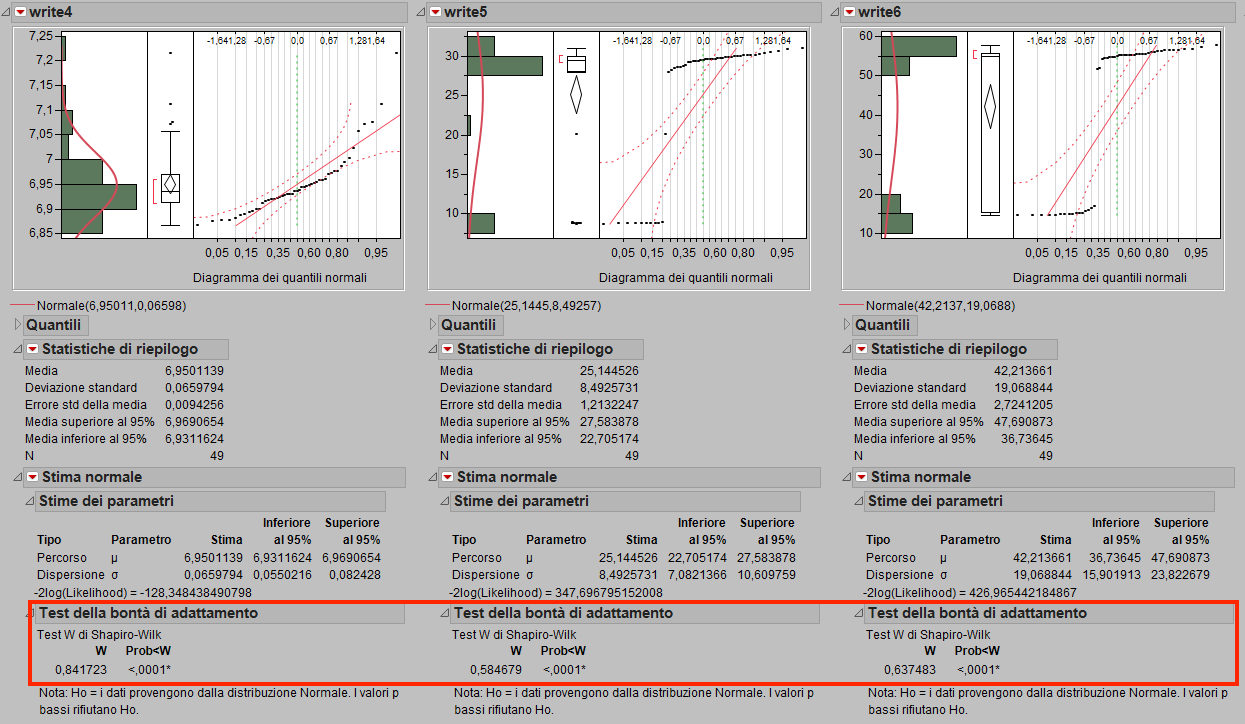 write4
7,25
7,2
7,15
7,1
7,05
7
6,95
6,9
6,85
-1,641,28 -0,67 0,0 0,67 1,281,64
0,05 0,15 0,35 0,60 0,80 0,95
Diagramma dei quantili normali
Normale(6,95011,0,06598)
Quantili
Statistiche di riepilogo
Media 6,9501139
Deviazione standard 0,0659794
Errore std della media 0,0094256
Media superiore al 95% 6,9690654
Media inferiore al 95% 6,9311624
N 49
Stima normale
Stime dei parametri
Inferiore Superiore
Tipo Parametro Stima al 95% al 95%
Percorso μ 6,9501139 6,9311624 6,9690654
Dispersione σ 0,0659794 0,0550216 0,082428
-2log(Likelihood) = -128,348438490798
Test della bontà di adattamento
Test W di Shapiro-Wilk
W Prob<W
0,841723 <,0001*
Nota: Ho = i dati provengono dalla distribuzione Normale. I valori p
bassi rifiutano Ho.
write5
30
25
20
15
10
-1,641,28 -0,67 0,0 0,67 1,281,64
0,05 0,15 0,35 0,60 0,80 0,95
Diagramma dei quantili normali
Normale(25,1445,8,49257)
Quantili
Statistiche di riepilogo
Media 25,144526
Deviazione standard 8,4925731
Errore std della media 1,2132247
Media superiore al 95% 27,583878
Media inferiore al 95% 22,705174
N 49
Stima normale
Stime dei parametri
Inferiore Superiore
Tipo Parametro Stima al 95% al 95%
Percorso μ 25,144526 22,705174 27,583878
Dispersione σ 8,4925731 7,0821366 10,609759
-2log(Likelihood) = 347,696795152008
Test della bontà di adattamento
Test W di Shapiro-Wilk
W Prob<W
0,584679 <,0001*
Nota: Ho = i dati provengono dalla distribuzione Normale. I valori p
bassi rifiutano Ho.
write6
60
50
40
30
20
10
-1,641,28 -0,67 0,0 0,67 1,281,64
0,05 0,15 0,35 0,60 0,80 0,95
Diagramma dei quantili normali
Normale(42,2137,19,0688)
Quantili
Statistiche di riepilogo
Media 42,213661
Deviazione standard 19,068844
Errore std della media 2,7241205
Media superiore al 95% 47,690873
Media inferiore al 95% 36,73645
N 49
Stima normale
Stime dei parametri
Inferiore Superiore
Tipo Parametro Stima al 95% al 95%
Percorso μ 42,213661 36,73645 47,690873
Dispersione σ 19,068844 15,901913 23,822679
-2log(Likelihood) = 426,965442184867
Test della bontà di adattamento
Test W di Shapiro-Wilk
W Prob<W
0,637483 <,0001*
Nota: Ho = i dati provengono dalla distribuzione Normale. I valori p
bassi rifiutano Ho.